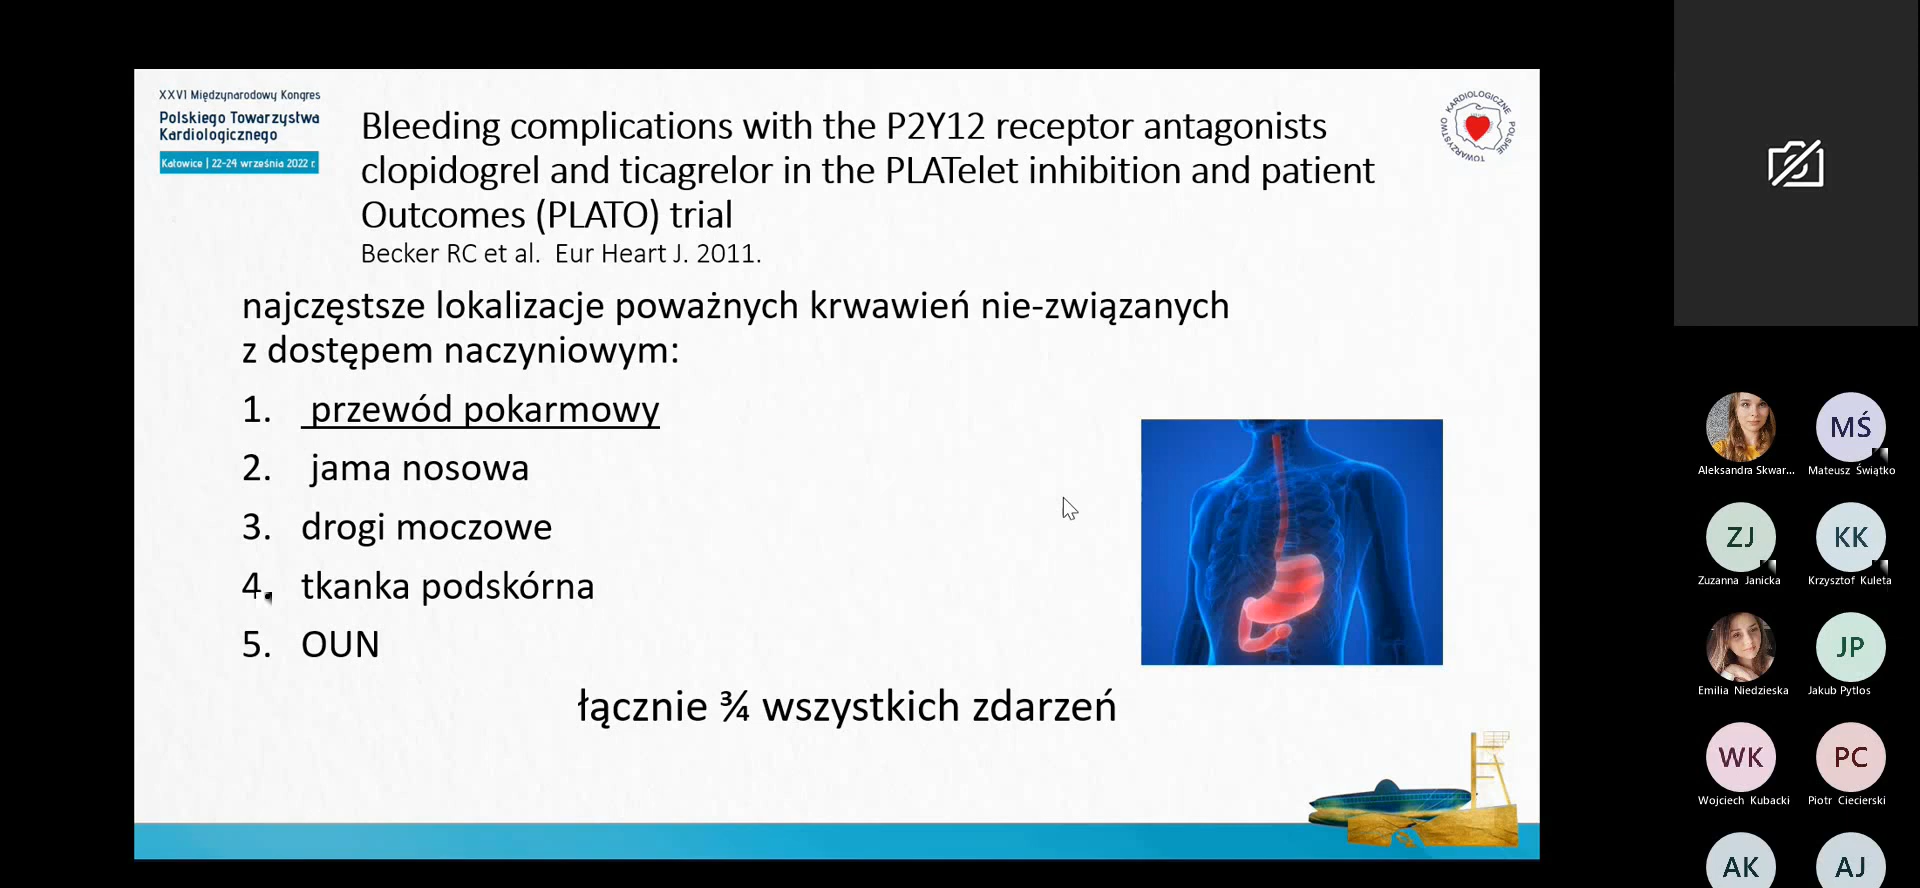 XXVI Międzynarodowy Kongres
Polskiego Towarzystwa
Kardiologicznego
Katowice | 22-24 września 2022 r.
Bleeding complications with the P2Y12 receptor antagonists
clopidogrel and ticagrelor in the PLATelet inhibition and patient
Outcomes (PLATO) trial
Becker RC et al. Eur Heart J. 2011.
POLSKIE TOWARZYSTWO KARDIOLOGICZNE
najczęstsze lokalizacje poważnych krwawień nie-związanych
z dostępem naczyniowym:
1. przewód pokarmowy
2. jama nosowa
3. drogi moczowe
4. tkanka podskórna
5. OUN
łącznie ¾ wszystkich zdarzeń
Aleksandra Skwar...
MŚ
Mateusz Świątko
ZJ
Zuzanna Janicka
KK
Krzysztof Kuleta
Emilia Niedzieska
JP
Jakub Pytlos
WK
Wojciech Kubacki
PC
Piotr Ciecierski
AK
AJ